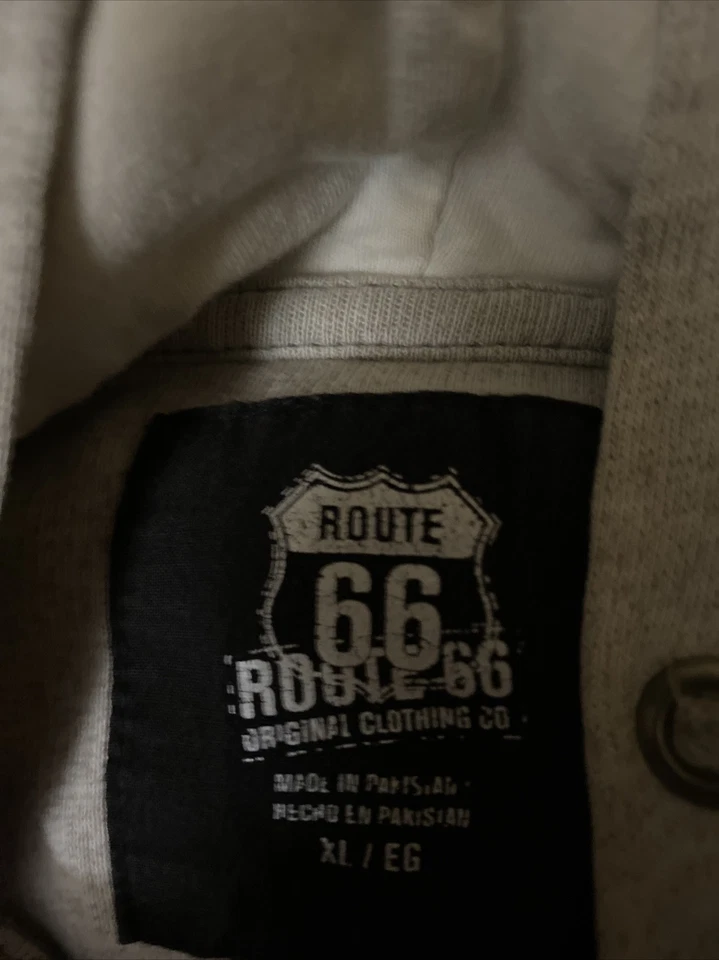 ROUTE
66
ROUTE 66
ORIGINAL CLOTHING CO.
MADE IN PAKISTAN
HECHO EN PAKISTAN
XL / EG